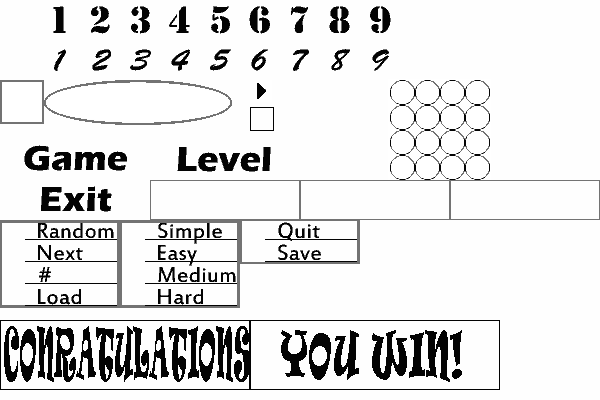 1 2 3 4 5 6 7 8 9
1 2 3 4 5 6 7 8 9
Game Level
Exit
Random Simple Quit
Next Easy Save
# Medium
Load Hard
CONRATULATIONS YOU WIN!